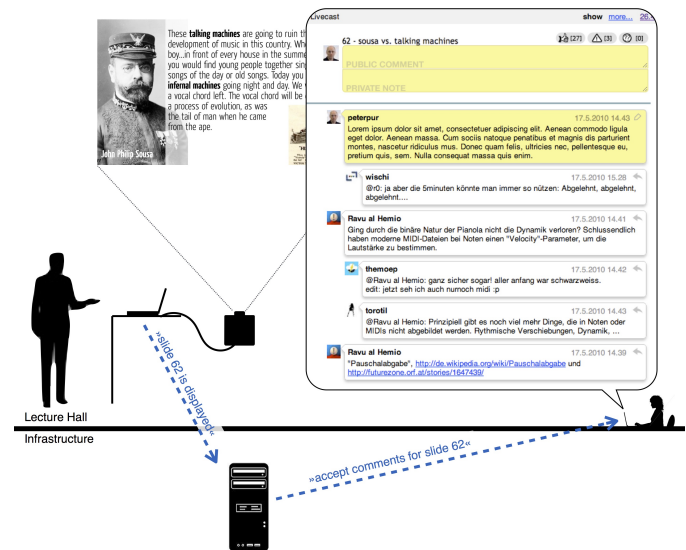 These talking machines are going to ruin th
development of music in this country. Wh
boy...in front of every house in the summe
you would find young people together sin
songs of the day or old songs. Today you
infernal machines going night and day. We
a vocal chord left. The vocal chord will be
a process of evolution, as was
the tail of man when he came
from the ape.
John Philip Sousa
Livecast
show more... 26.
62 - sousa vs. talking machines
[27] [3] [0]
PUBLIC COMMENT
PRIVATE NOTE
peterpur 17.5.2010 14.43
Lorem ipsum dolor sit amet, consectetuer adipiscing elit. Aenean commodo ligula
eget dolor. Aenean massa. Cum sociis natoque penatibus et magnis dis parturient
montes, nascetur ridiculus mus. Donec quam felis, ultricies nec, pellentesque eu,
pretium quis, sem. Nulla consequat massa quis enim.
wischi 17.5.2010 15.28
@r0: ja aber die 5minuten könnte man immer so nützen: Abgelehnt, abgelehnt,
abgelehnt....
Ravu al Hemio 17.5.2010 14.41
Ging durch die binäre Natur der Pianola nicht die Dynamik verloren? Schlussendlich
haben moderne MIDI-Dateien bei Noten einen "Velocity"-Parameter, um die
Lautstärke zu bestimmen.
themoep 17.5.2010 14.42
@Ravu al Hemio: ganz sicher sogar! aller anfang war schwarzweiss.
edit: jetzt seh ich auch nurnoch midi :p
torotil 17.5.2010 14.43
@Ravu al Hemio: Prinzipiell gibt es noch viel mehr Dinge, die in Noten oder
MIDIs nicht abgebildet werden. Rythmische Verschiebungen, Dynamik, ...
Ravu al Hemio 17.5.2010 14.39
"Pauschalabgabe", http://de.wikipedia.org/wiki/Pauschalabgabe und
http://futurezone.orf.at/stories/1647439/
»slide 62 is displayed«
Lecture Hall
Infrastructure
»accept comments for slide 62«